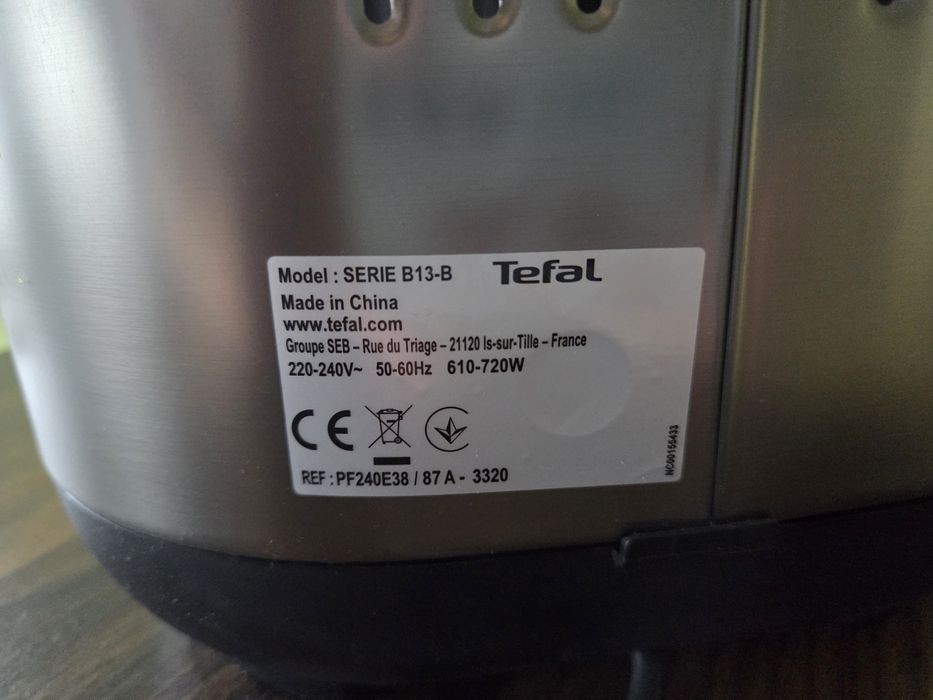 Model : SERIE B13-B Tefal
Made in China
www.tefal.com
Groupe SEB – Rue du Triage – 21120 Is-sur-Tille – France
220-240V~ 50-60Hz 610-720W
CE
REF : PF240E38 / 87 A - 3320
NC00155433